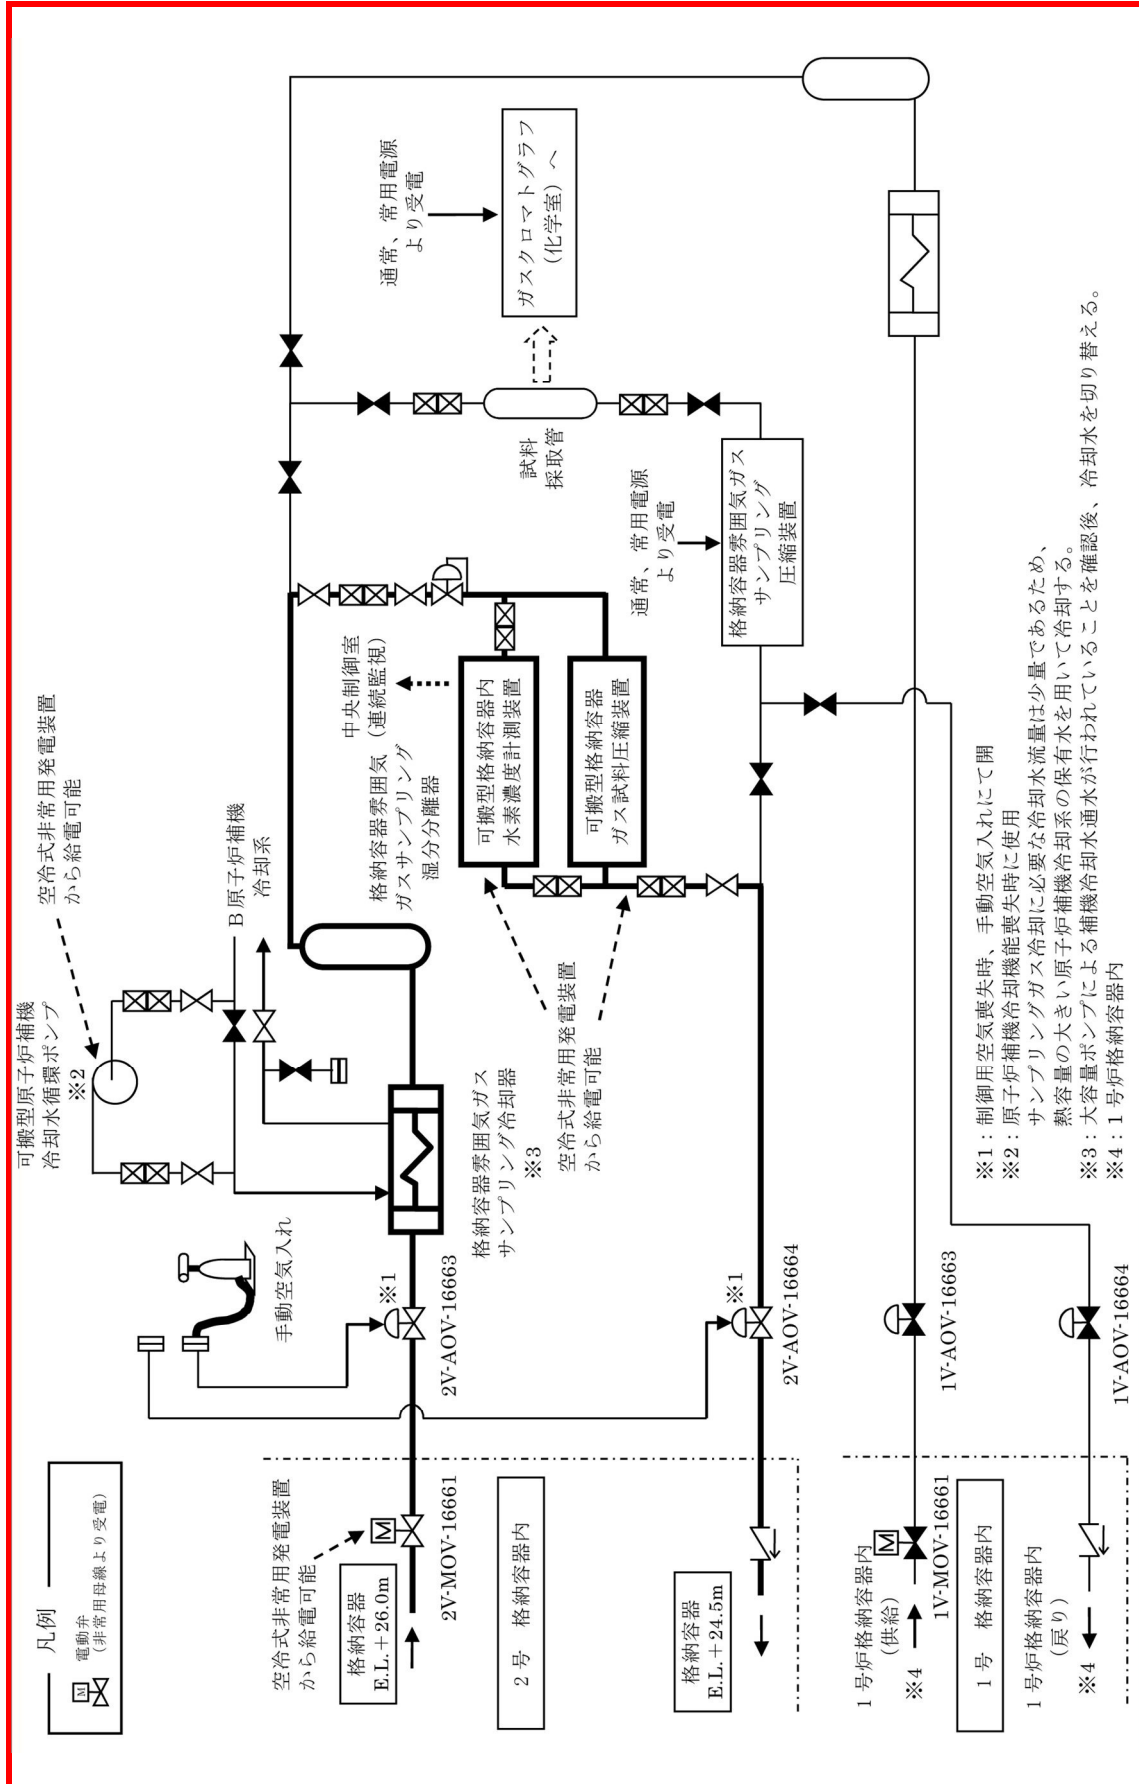 凡例
M
電動弁
（非常用母線より受電）
可搬型原子炉補機
冷却水循環ポンプ
※2
空冷式非常用発電装置
から給電可能
B原子炉補機
冷却系
手動空気入れ
通常、常用電源
より受電
ガスクロマトグラフ
（化学室）へ
試料
採取管
中央制御室
（連続監視）
格納容器雰囲気
ガスサンプリング
湿分分離器
可搬型格納容器内
水素濃度計測装置
可搬型格納容器
ガス試料圧縮装置
通常、常用電源
より受電
格納容器雰囲気ガス
サンプリング
圧縮装置
空冷式非常用発電装置
から給電可能
格納容器雰囲気ガス
サンプリング冷却器
※3
空冷式非常用発電装置
から給電可能
M
格納容器
E.L.＋26.0m
2V-MOV-16661
※1
2V-AOV-16663
2号　格納容器内
格納容器
E.L.＋24.5m
※1
2V-AOV-16664
1号炉格納容器内
（供給）
※4
M
1V-MOV-16661
1V-AOV-16663
1号　格納容器内
1号炉格納容器内
（戻り）
※4
1V-AOV-16664
※1：制御用空気喪失時、手動空気入れにて開
※2：原子炉補機冷却機能喪失時に使用
サンプリングガス冷却に必要な冷却水流量は少量であるため、
熱容量の大きい原子炉補機冷却系の保有水を用いて冷却する。
※3：大容量ポンプによる補機冷却水通水が行われていることを確認後、冷却水を切り替える。
※4：1号炉格納容器内